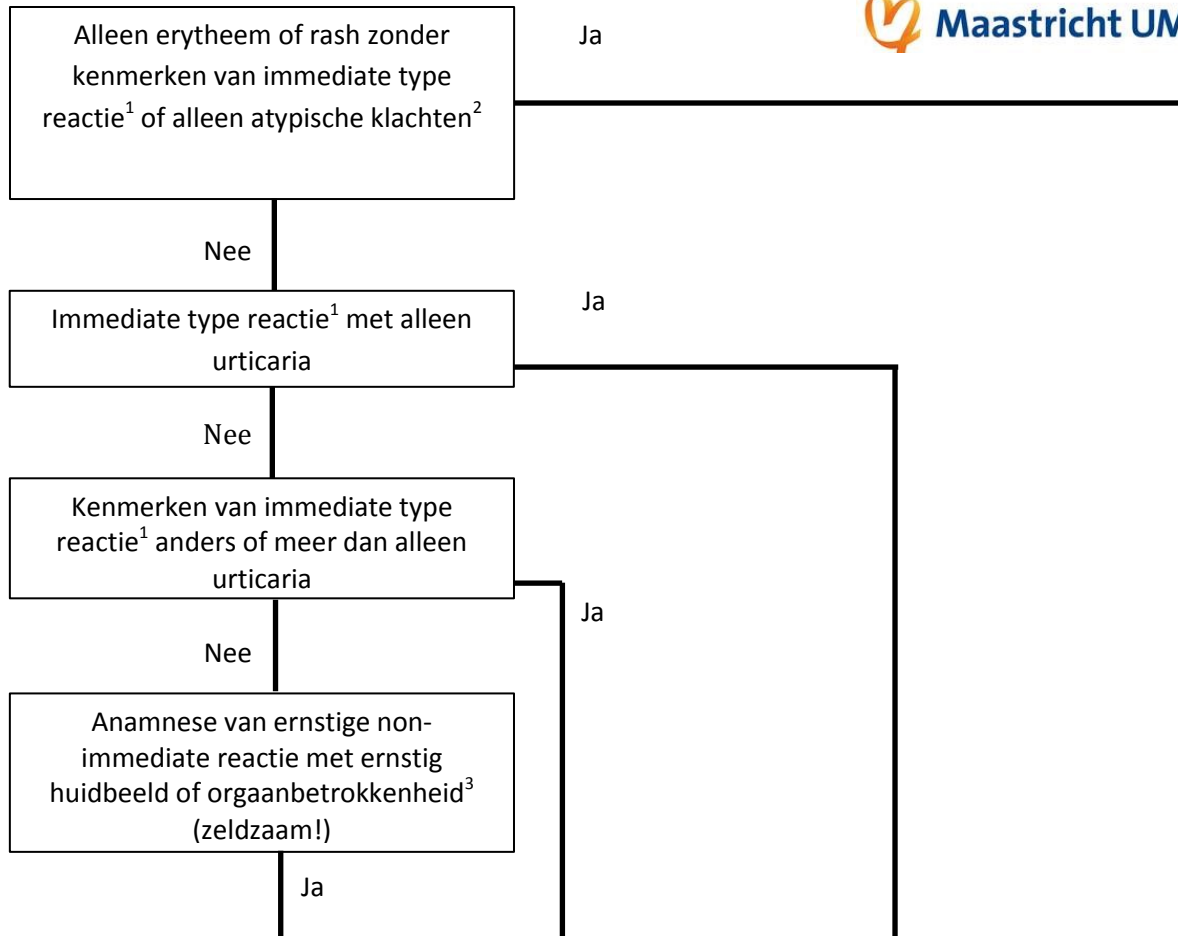 Maastricht UM
Alleen erytheem of rash zonder
kenmerken van immediate type
reactie¹ of alleen atypische klachten²
Ja
Nee
Immediate type reactie¹ met alleen
urticaria
Ja
Nee
Kenmerken van immediate type
reactie¹ anders of meer dan alleen
urticaria
Ja
Nee
Anamnese van ernstige non-
immediate reactie met ernstig
huidbeeld of orgaanbetrokkenheid³
(zeldzaam!)
Ja